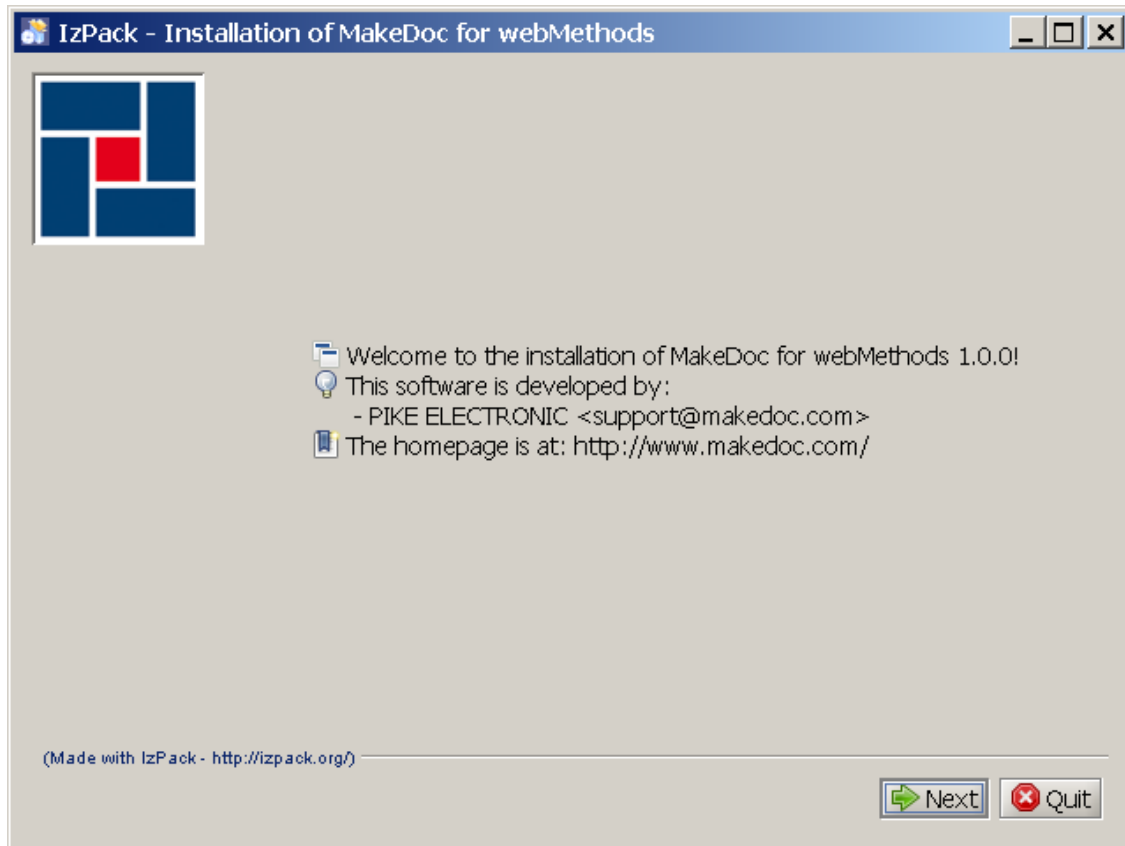 IzPack - Installation of MakeDoc for webMethods
Welcome to the installation of MakeDoc for webMethods 1.0.0!
This software is developed by:
- PIKE ELECTRONIC <support@makedoc.com>
The homepage is at: http://www.makedoc.com/
(Made with IzPack - http://izpack.org/)
Next Quit